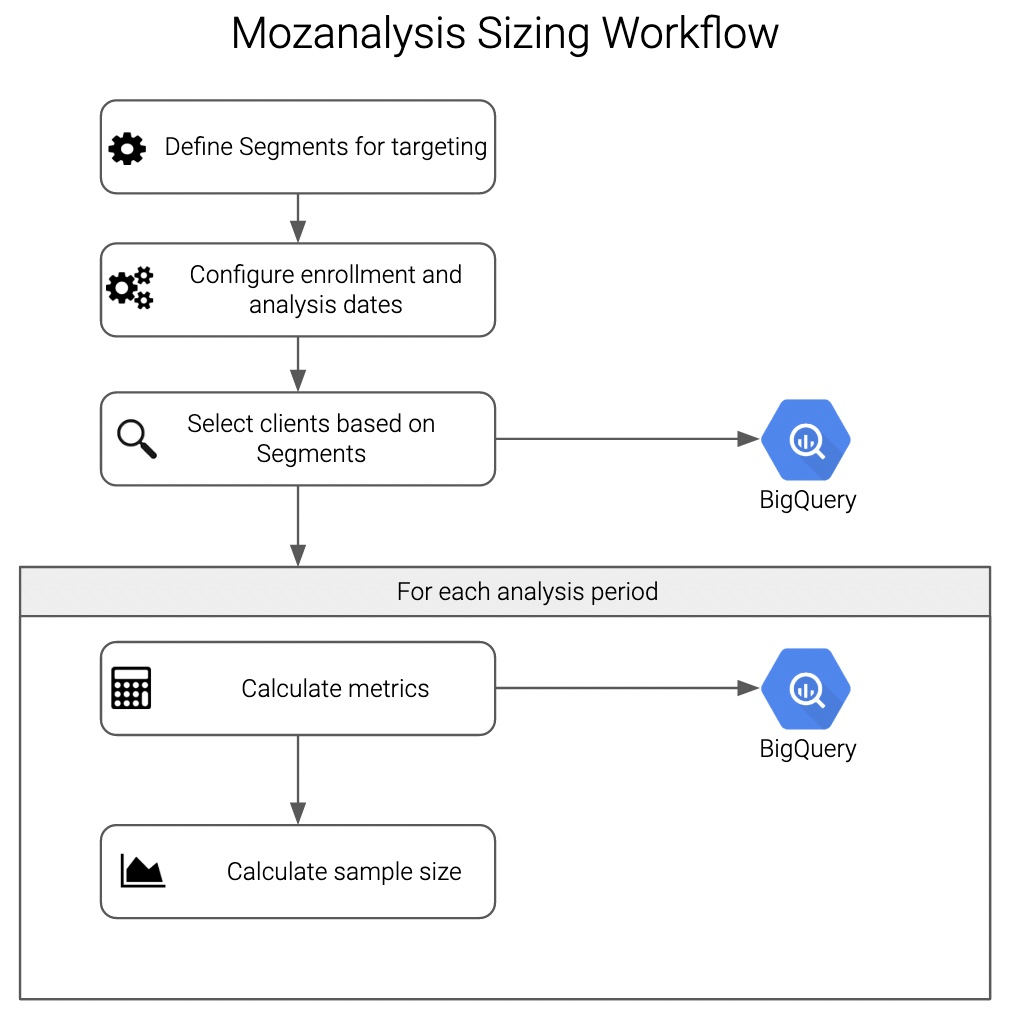 Mozanalysis Sizing Workflow
Define Segments for targeting
Configure enrollment and
analysis dates
Select clients based on
Segments
BigQuery
For each analysis period
Calculate metrics
BigQuery
Calculate sample size